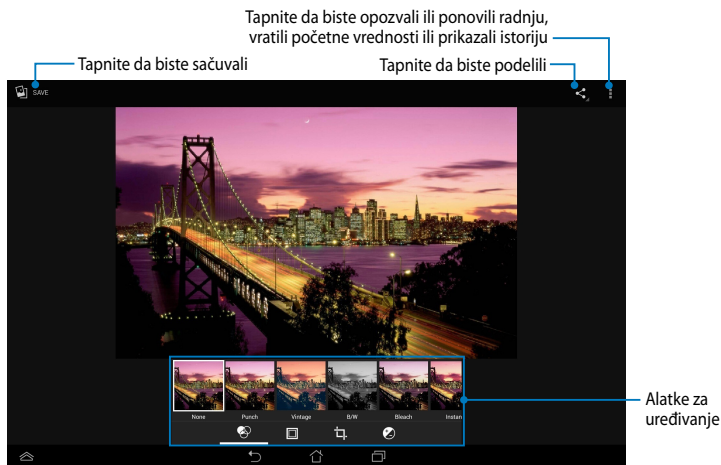 Tapnite da biste opozvali ili ponovili radnju,
vratili početne vrednosti ili prikazali istoriju
Tapnite da biste sačuvali
Tapnite da biste podelili
SAVE
None
Punch
Vintage
B/W
Bleach
Instan
Alatke za
uređivanje